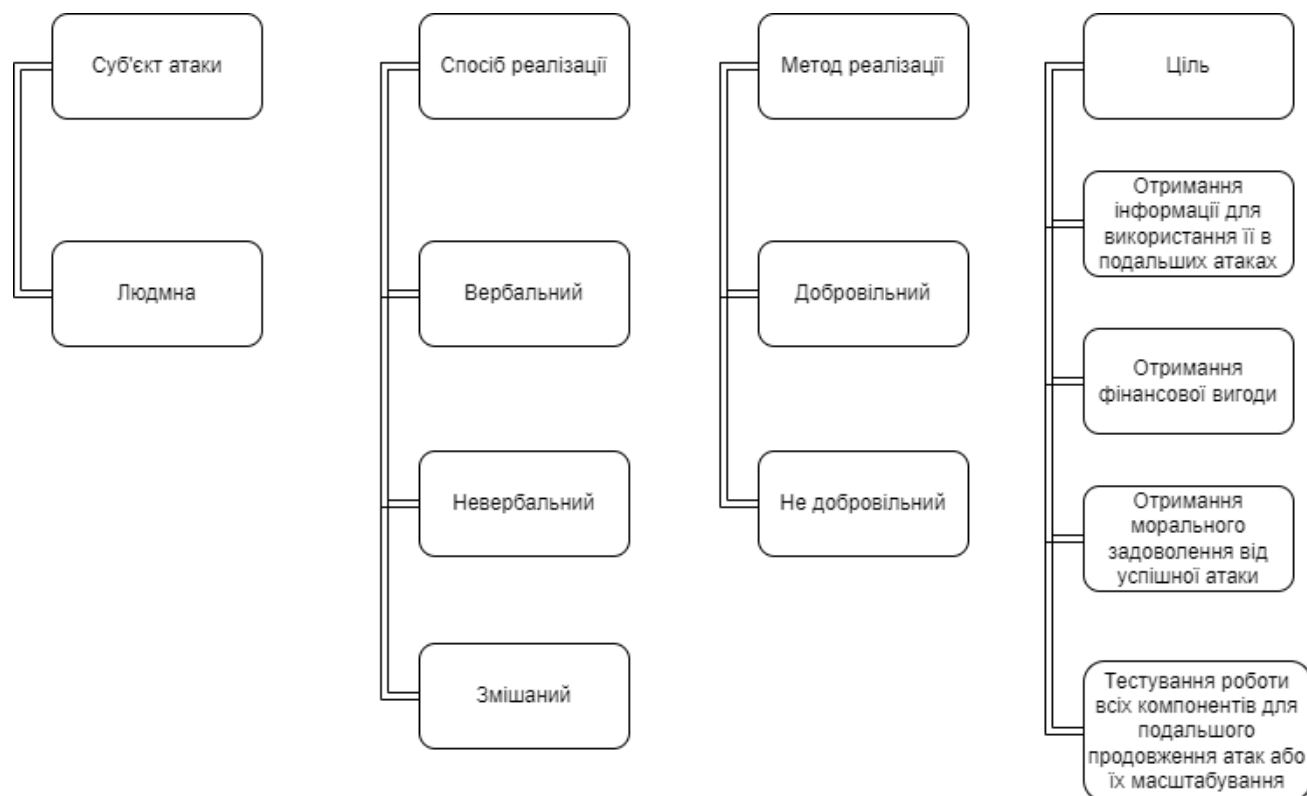 Суб'єкт атаки
Людмна
Спосіб реалізації
Вербальний
Невербальний
Змішаний
Метод реалізації
Добровільний
Не добровільний
Ціль
Отримання
інформації для
використання її в
подальших атаках
Отримання
фінансової вигоди
Отримання
морального
задоволення від
успішної атаки
Тестування роботи
всіх компонентів для
подальшого
продовження атак або
їх масштабування